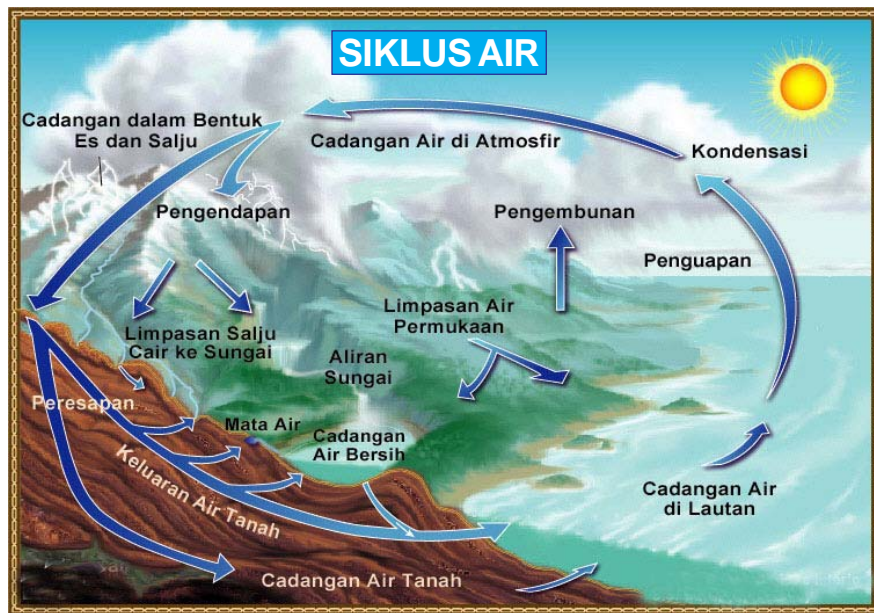 SIKLUS AIR
Cadangan dalam Bentuk
Es dan Salju
Cadangan Air di Atmosfir
Kondensasi
Pengendapan
Pengembunan
Penguapan
Limpasan Air
Permukaan
Limpasan Salju
Cair ke Sungai
Aliran
Sungai
Peresapan
Mata Air
Cadangan
Air Bersih
Keluaran Air Tanah
Cadangan Air
di Lautan
Cadangan Air Tanah